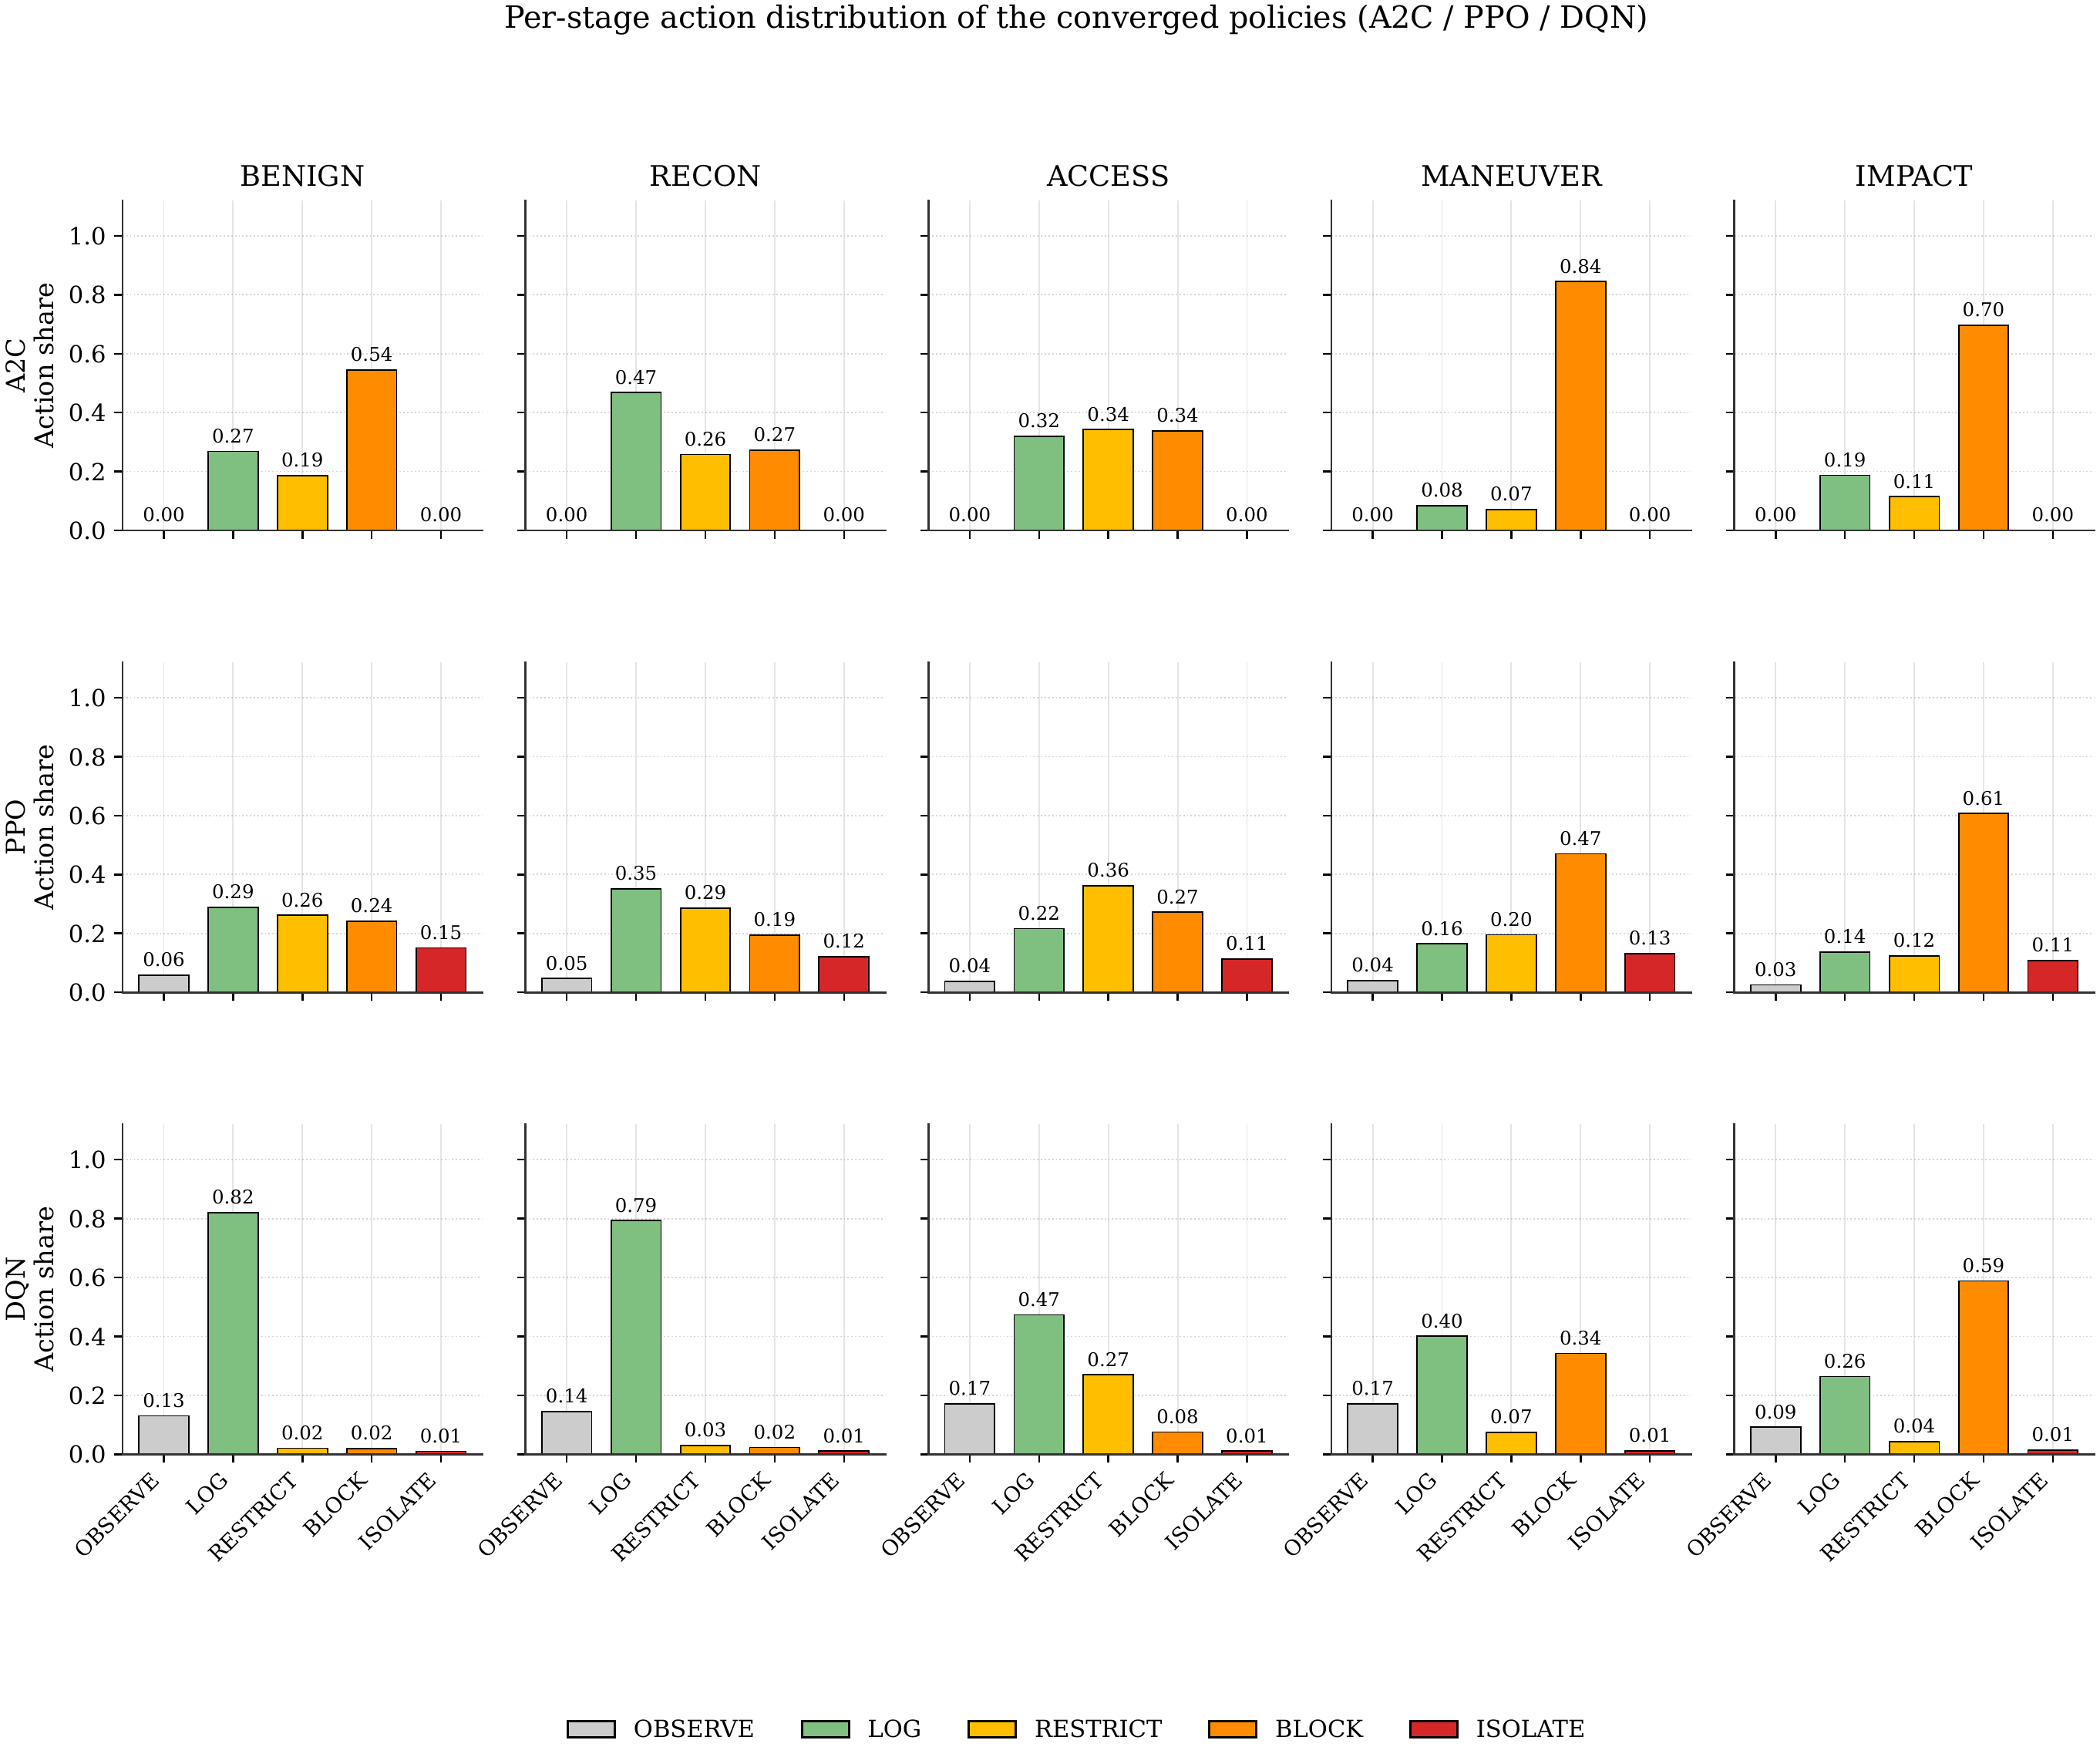 Per-stage action distribution of the converged policies (A2C / PPO / DQN)
BENIGN RECON ACCESS MANEUVER IMPACT
A2C
Action share
1.0
0.8
0.6
0.4
0.2
0.0
0.00 0.27 0.19 0.54 0.00
0.00 0.47 0.26 0.27 0.00
0.00 0.32 0.34 0.34 0.00
0.00 0.08 0.07 0.84 0.00
0.00 0.19 0.11 0.70 0.00
PPO
Action share
1.0
0.8
0.6
0.4
0.2
0.0
0.06 0.29 0.26 0.24 0.15
0.05 0.35 0.29 0.19 0.12
0.04 0.22 0.36 0.27 0.11
0.04 0.16 0.20 0.47 0.13
0.03 0.14 0.12 0.61 0.11
DQN
Action share
1.0
0.8
0.6
0.4
0.2
0.0
0.13 0.82 0.02 0.02 0.01
0.14 0.79 0.03 0.02 0.01
0.17 0.47 0.27 0.08 0.01
0.17 0.40 0.07 0.34 0.01
0.09 0.26 0.04 0.59 0.01
OBSERVE LOG RESTRICT BLOCK ISOLATE
OBSERVE LOG RESTRICT BLOCK ISOLATE
OBSERVE LOG RESTRICT BLOCK ISOLATE
OBSERVE LOG RESTRICT BLOCK ISOLATE
OBSERVE LOG RESTRICT BLOCK ISOLATE
OBSERVE LOG RESTRICT BLOCK ISOLATE